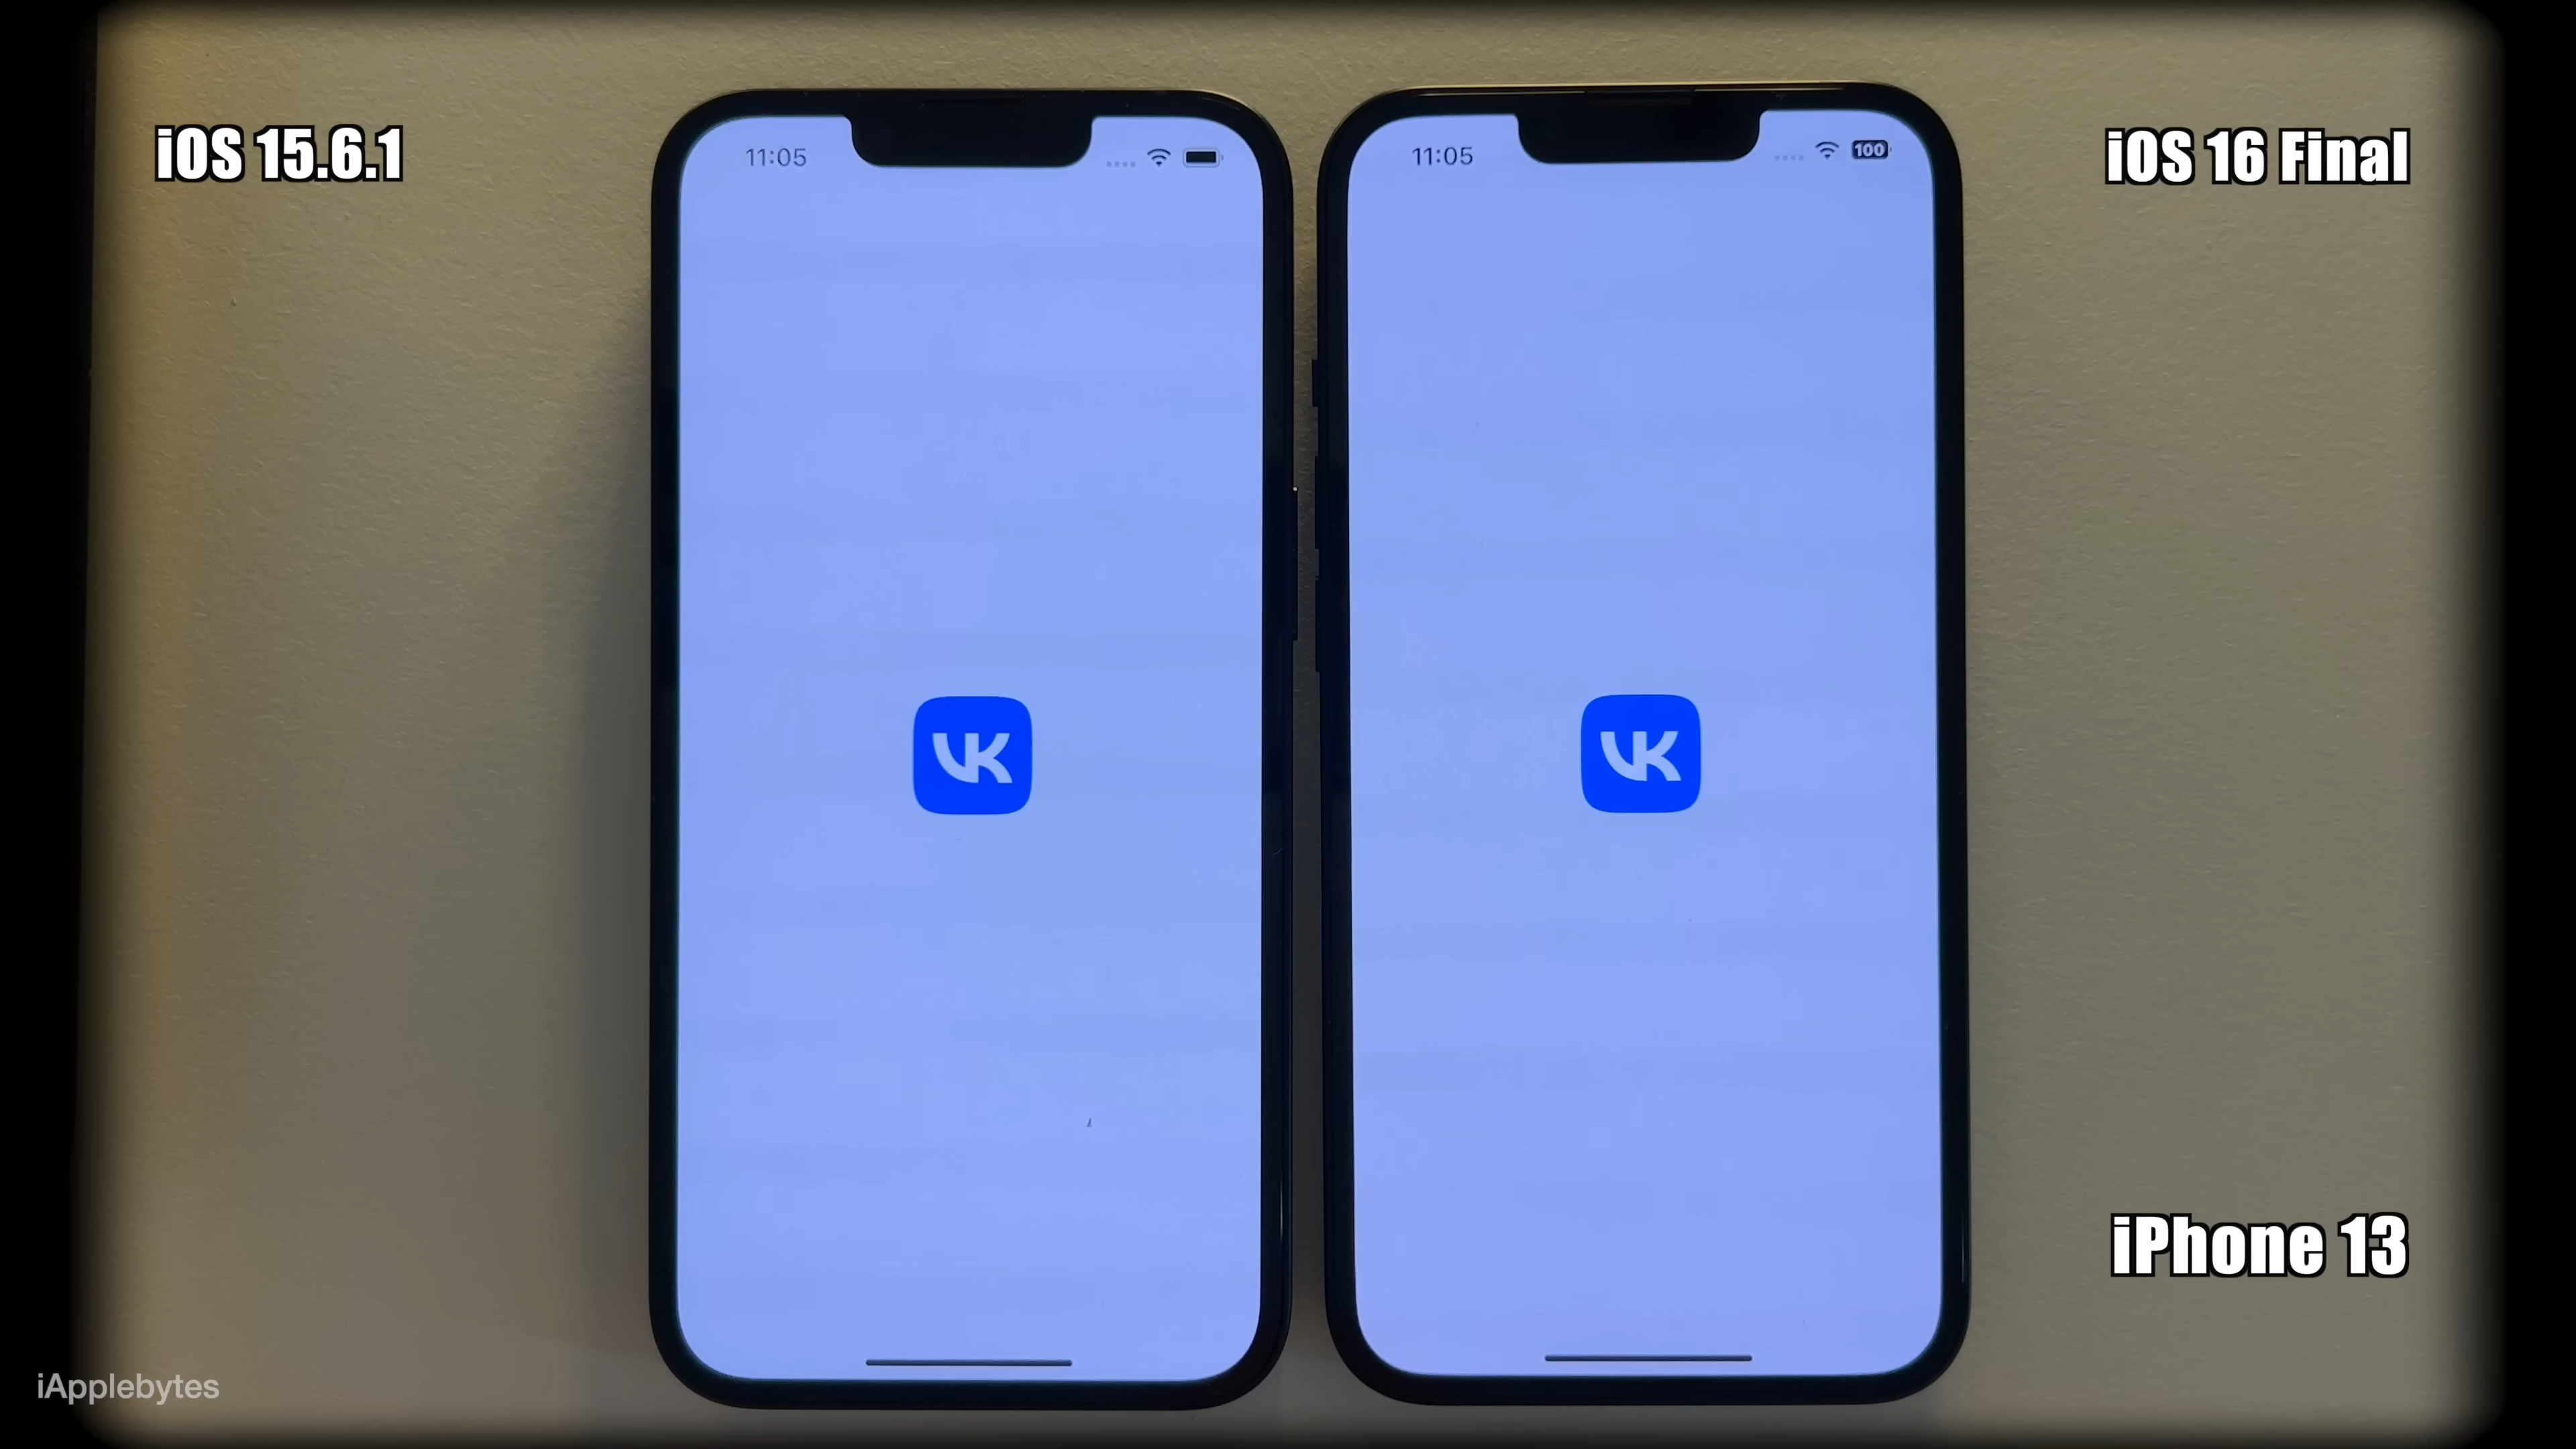 iOS 15.6.1
iOS 16 Final
11:05
11:05
100
VK
VK
iPhone 13
iApplebytes